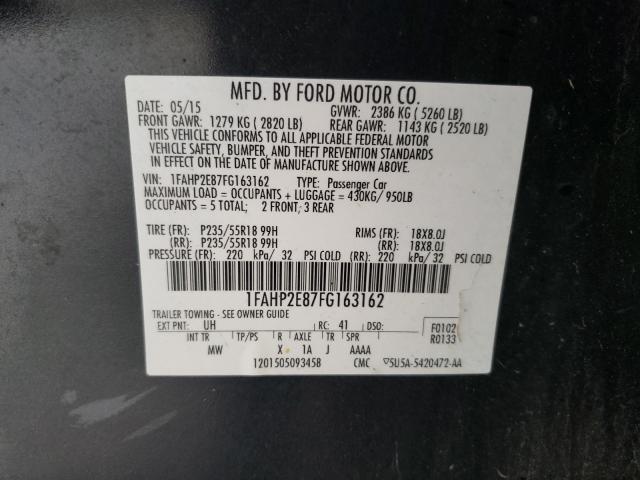 MFD. BY FORD MOTOR CO.
DATE: 05/15 GVWR: 2386 KG ( 5260 LB)
FRONT GAWR: 1279 KG ( 2820 LB) REAR GAWR: 1143 KG ( 2520 LB)
THIS VEHICLE CONFORMS TO ALL APPLICABLE FEDERAL MOTOR
VEHICLE SAFETY, BUMPER, AND THEFT PREVENTION STANDARDS
IN EFFECT ON THE DATE OF MANUFACTURE SHOWN ABOVE.
VIN: 1FAHP2E87FG163162 TYPE: Passenger Car
MAXIMUM LOAD = OCCUPANTS + LUGGAGE = 430KG/ 950LB
OCCUPANTS = 5 TOTAL; 2 FRONT; 3 REAR
TIRE (FR): P235/55R18 99H RIMS (FR): 18X8.0J
(RR): P235/55R18 99H (RR): 18X8.0J
PRESSURE (FR): 220 kPa/ 32 PSI COLD (RR): 220 kPa/ 32 PSI COLD
1FAHP2E87FG163162
TRAILER TOWING - SEE OWNER GUIDE
EXT PNT: UH RC: 41 DSO: F0102
INT TR TP/PS R AXLE TR SPR R0133
MW X 1A J AAAA
1201505093458 CMC 5U5A-5420472-AA